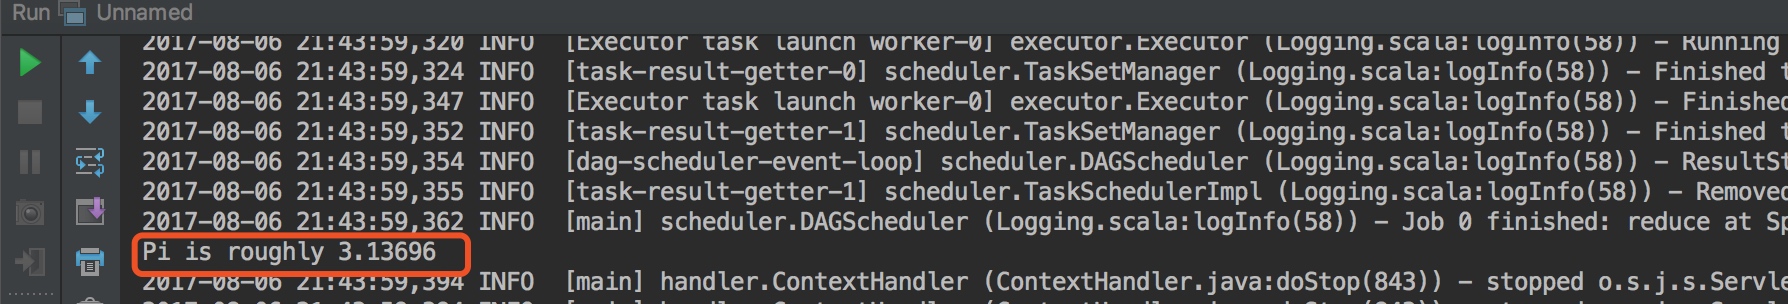 Run Unnamed
2017-08-06 21:43:59,320 INFO [Executor task launch worker-0] executor.Executor (Logging.scala:logInfo(58)) - Running
2017-08-06 21:43:59,324 INFO [task-result-getter-0] scheduler.TaskSetManager (Logging.scala:logInfo(58)) - Finished t
2017-08-06 21:43:59,347 INFO [Executor task launch worker-0] executor.Executor (Logging.scala:logInfo(58)) - Finished
2017-08-06 21:43:59,352 INFO [task-result-getter-1] scheduler.TaskSetManager (Logging.scala:logInfo(58)) - Finished t
2017-08-06 21:43:59,354 INFO [dag-scheduler-event-loop] scheduler.DAGScheduler (Logging.scala:logInfo(58)) - ResultSt
2017-08-06 21:43:59,355 INFO [task-result-getter-1] scheduler.TaskSchedulerImpl (Logging.scala:logInfo(58)) - Removed
2017-08-06 21:43:59,362 INFO [main] scheduler.DAGScheduler (Logging.scala:logInfo(58)) - Job 0 finished: reduce at Sp
Pi is roughly 3.13696
2017-08-06 21:43:59,394 INFO [main] handler.ContextHandler (ContextHandler.java:doStop(843)) - stopped o.s.j.s.Servle